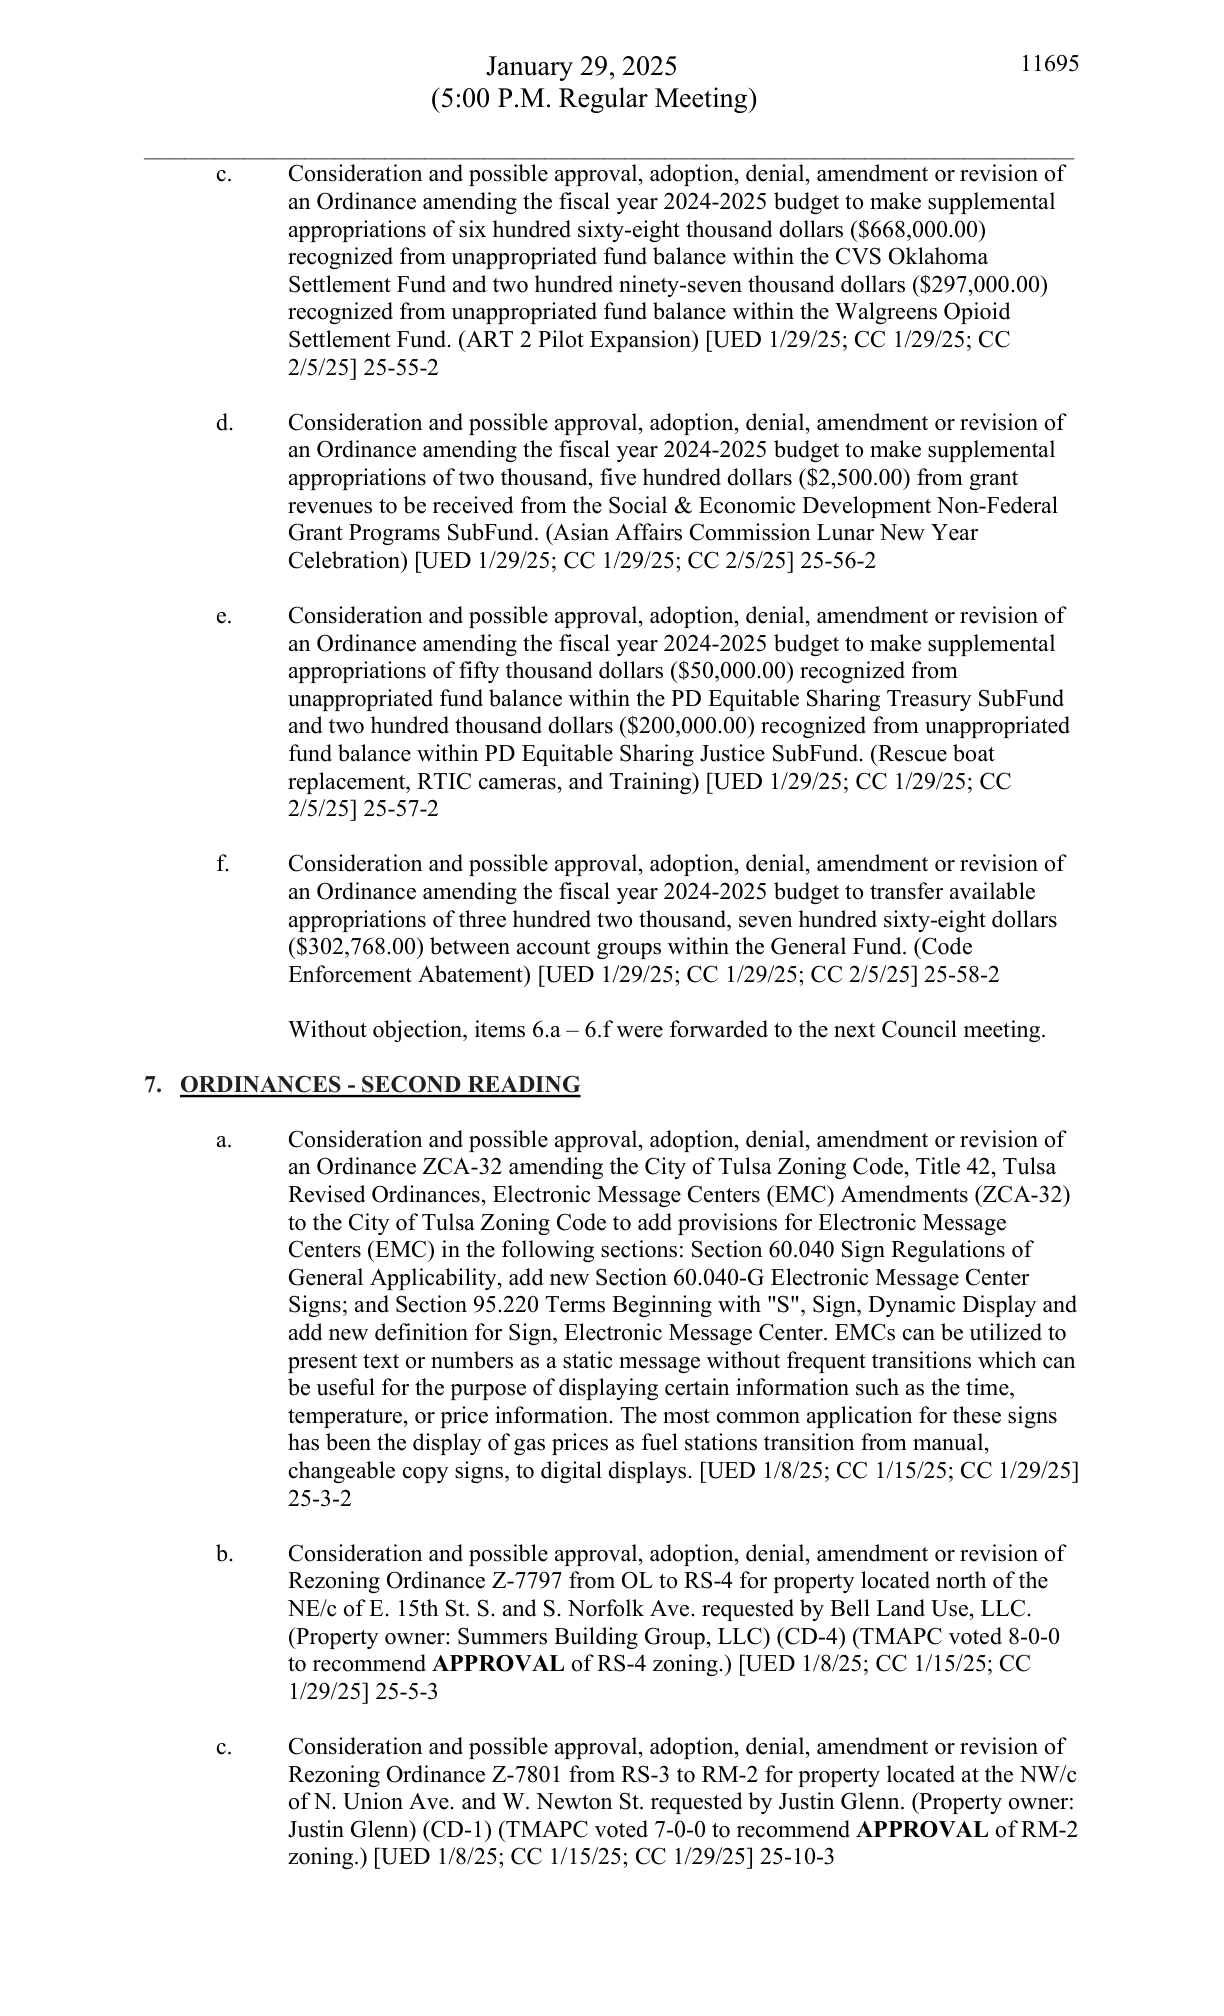 January 29, 2025
11695
(5:00 P.M. Regular Meeting)
c. Consideration and possible approval, adoption, denial, amendment or revision of
an Ordinance amending the fiscal year 2024-2025 budget to make supplemental
appropriations of six hundred sixty-eight thousand dollars ($668,000.00)
recognized from unappropriated fund balance within the CVS Oklahoma
Settlement Fund and two hundred ninety-seven thousand dollars ($297,000.00)
recognized from unappropriated fund balance within the Walgreens Opioid
Settlement Fund. (ART 2 Pilot Expansion) [UED 1/29/25; CC 1/29/25; CC
2/5/25] 25-55-2
d. Consideration and possible approval, adoption, denial, amendment or revision of
an Ordinance amending the fiscal year 2024-2025 budget to make supplemental
appropriations of two thousand, five hundred dollars ($2,500.00) from grant
revenues to be received from the Social & Economic Development Non-Federal
Grant Programs SubFund. (Asian Affairs Commission Lunar New Year
Celebration) [UED 1/29/25; CC 1/29/25; CC 2/5/25] 25-56-2
e. Consideration and possible approval, adoption, denial, amendment or revision of
an Ordinance amending the fiscal year 2024-2025 budget to make supplemental
appropriations of fifty thousand dollars ($50,000.00) recognized from
unappropriated fund balance within the PD Equitable Sharing Treasury SubFund
and two hundred thousand dollars ($200,000.00) recognized from unappropriated
fund balance within PD Equitable Sharing Justice SubFund. (Rescue boat
replacement, RTIC cameras, and Training) [UED 1/29/25; CC 1/29/25; CC
2/5/25] 25-57-2
f. Consideration and possible approval, adoption, denial, amendment or revision of
an Ordinance amending the fiscal year 2024-2025 budget to transfer available
appropriations of three hundred two thousand, seven hundred sixty-eight dollars
($302,768.00) between account groups within the General Fund. (Code
Enforcement Abatement) [UED 1/29/25; CC 1/29/25; CC 2/5/25] 25-58-2
Without objection, items 6.a – 6.f were forwarded to the next Council meeting.
7. ORDINANCES - SECOND READING
a. Consideration and possible approval, adoption, denial, amendment or revision of
an Ordinance ZCA-32 amending the City of Tulsa Zoning Code, Title 42, Tulsa
Revised Ordinances, Electronic Message Centers (EMC) Amendments (ZCA-32)
to the City of Tulsa Zoning Code to add provisions for Electronic Message
Centers (EMC) in the following sections: Section 60.040 Sign Regulations of
General Applicability, add new Section 60.040-G Electronic Message Center
Signs; and Section 95.220 Terms Beginning with "S", Sign, Dynamic Display and
add new definition for Sign, Electronic Message Center. EMCs can be utilized to
present text or numbers as a static message without frequent transitions which can
be useful for the purpose of displaying certain information such as the time,
temperature, or price information. The most common application for these signs
has been the display of gas prices as fuel stations transition from manual,
changeable copy signs, to digital displays. [UED 1/8/25; CC 1/15/25; CC 1/29/25]
25-3-2
b. Consideration and possible approval, adoption, denial, amendment or revision of
Rezoning Ordinance Z-7797 from OL to RS-4 for property located north of the
NE/c of E. 15th St. S. and S. Norfolk Ave. requested by Bell Land Use, LLC.
(Property owner: Summers Building Group, LLC) (CD-4) (TMAPC voted 8-0-0
to recommend APPROVAL of RS-4 zoning.) [UED 1/8/25; CC 1/15/25; CC
1/29/25] 25-5-3
c. Consideration and possible approval, adoption, denial, amendment or revision of
Rezoning Ordinance Z-7801 from RS-3 to RM-2 for property located at the NW/c
of N. Union Ave. and W. Newton St. requested by Justin Glenn. (Property owner:
Justin Glenn) (CD-1) (TMAPC voted 7-0-0 to recommend APPROVAL of RM-2
zoning.) [UED 1/8/25; CC 1/15/25; CC 1/29/25] 25-10-3